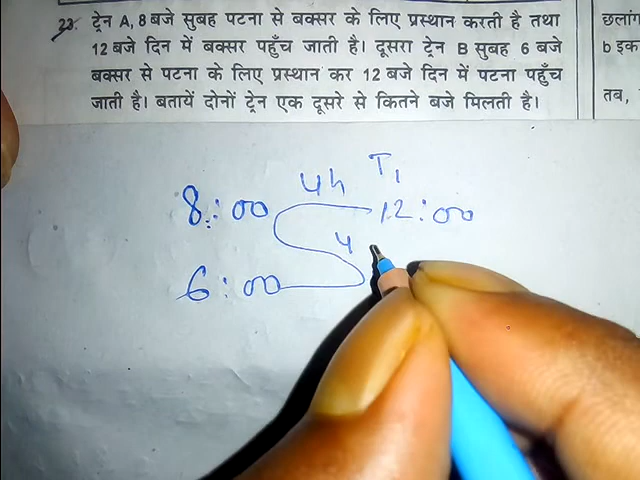 23. ट्रेन A, 8 बजे सुबह पटना से बक्सर के लिए प्रस्थान करती है तथा
12 बजे दिन में बक्सर पहुँच जाती है। दूसरा ट्रेन B सुबह 6 बजे
बक्सर से पटना के लिए प्रस्थान कर 12 बजे दिन में पटना पहुँच
जाती है। बतायें दोनों ट्रेन एक दूसरे से कितने बजे मिलती है।
छलांग
b इक
तब,
4h T1
8:00 12:00
4
6:00